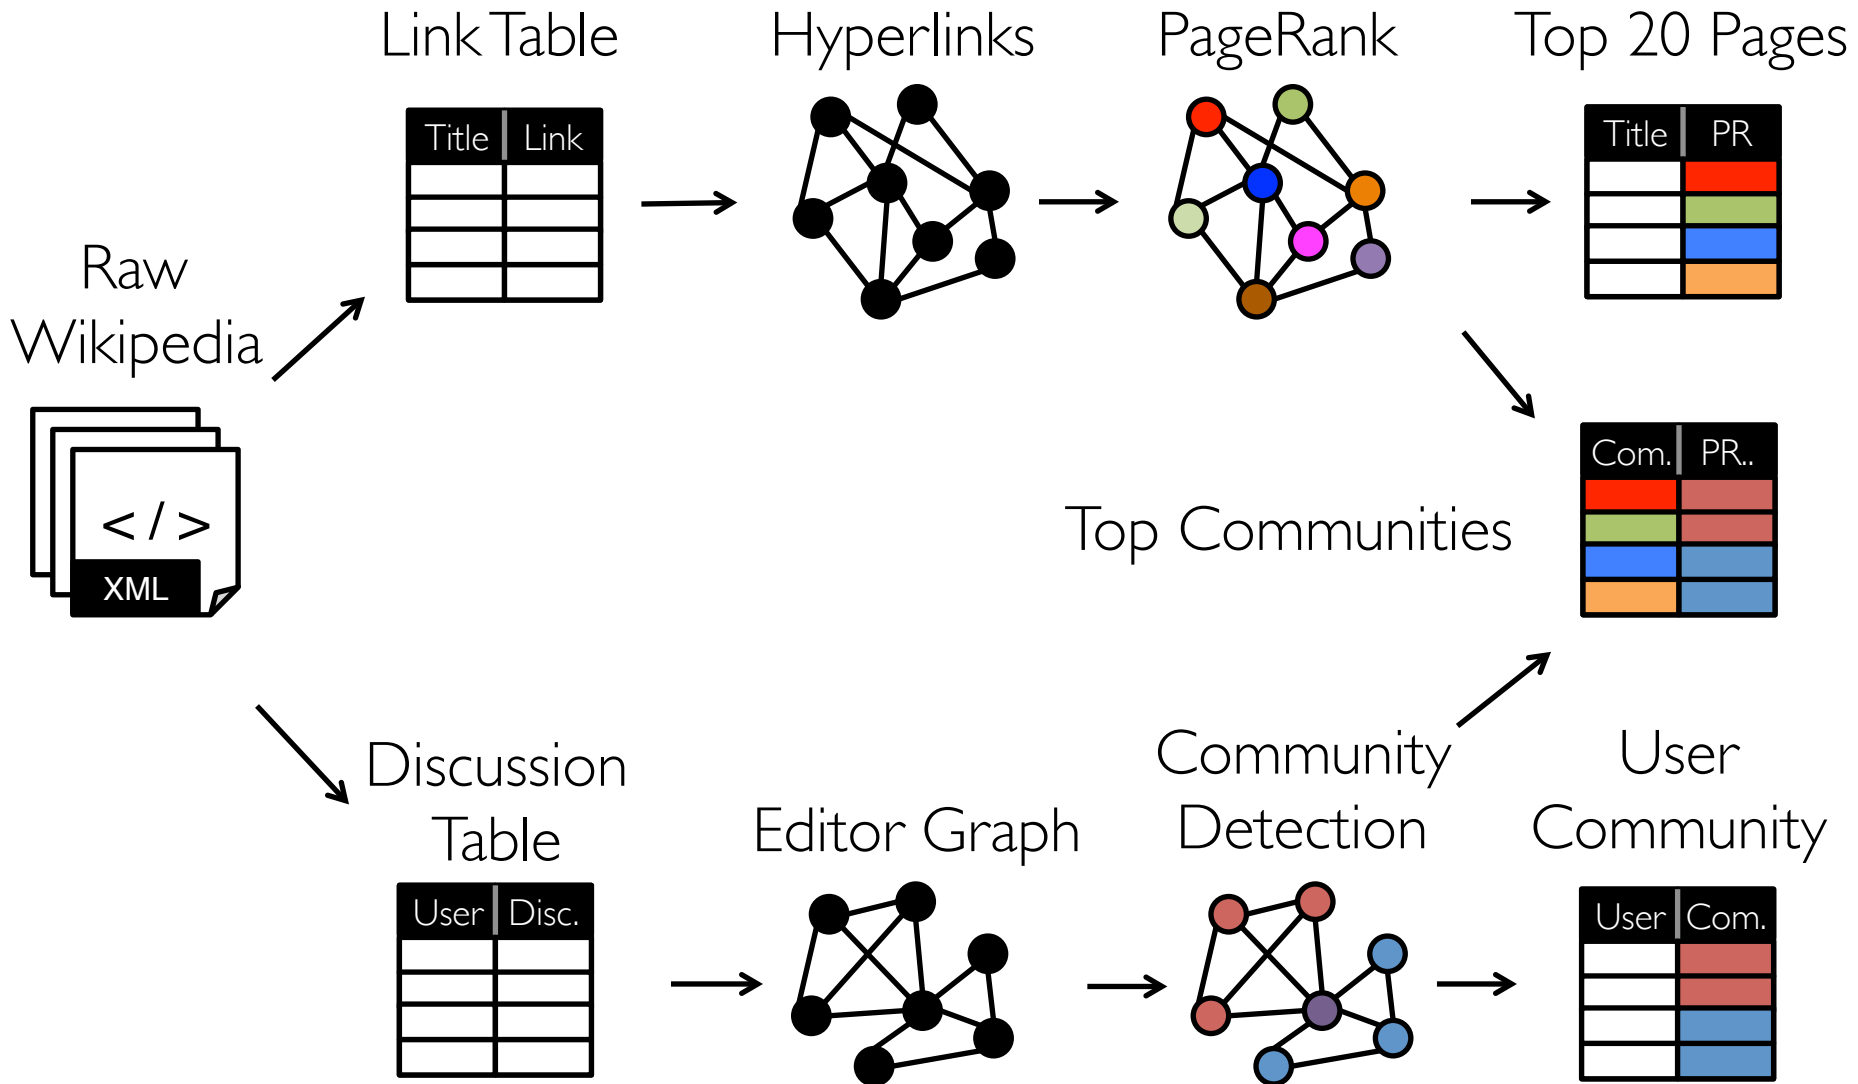 Link Table
Hyperlinks
PageRank
Top 20 Pages
Title Link
Title PR
Raw
Wikipedia
</>
XML
Com. PR..
Top Communities
Discussion
Table
Editor Graph
Community
Detection
User
Community
User Disc.
User Com.